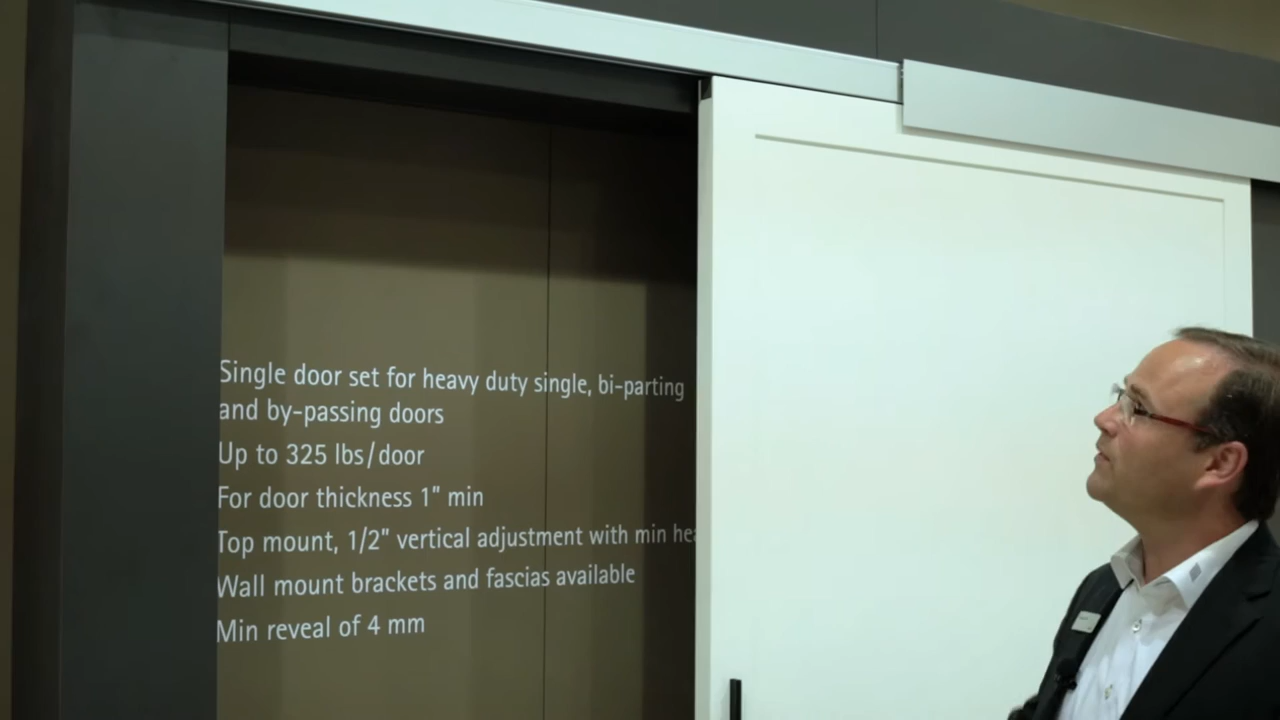 Single door set for heavy duty single, bi-parting
and by-passing doors
Up to 325 lbs/door
For door thickness 1" min
Top mount, 1/2" vertical adjustment with min
Wall mount brackets and fascias available
Min reveal of 4 mm